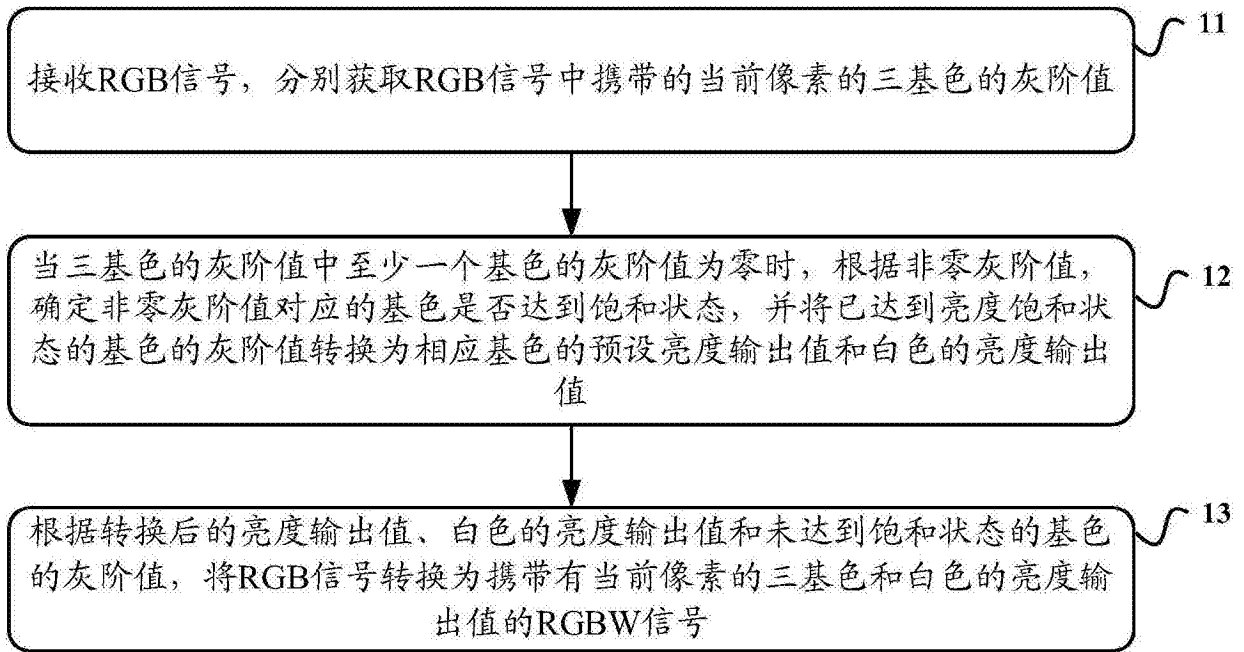 11
接收RGB信号，分别获取RGB信号中携带的当前像素的三基色的灰阶值
12
当三基色的灰阶值中至少一个基色的灰阶值为零时，根据非零灰阶值，
确定非零灰阶值对应的基色是否达到饱和状态，并将已达到亮度饱和状
态的基色的灰阶值转换为相应基色的预设亮度输出值和白色的亮度输出
值
13
根据转换后的亮度输出值、白色的亮度输出值和未达到饱和状态的基色
的灰阶值，将RGB信号转换为携带有当前像素的三基色和白色的亮度输
出值的RGBW信号